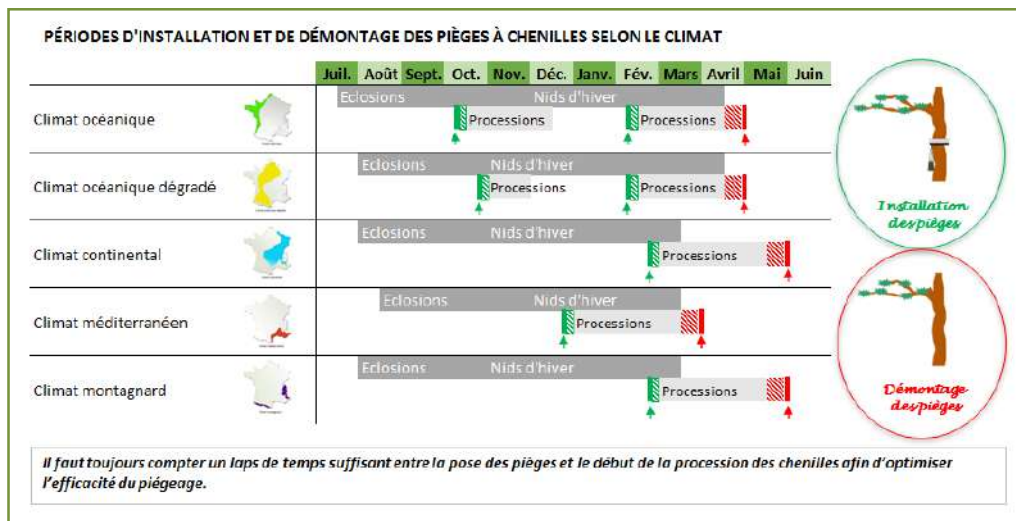 PÉRIODES D'INSTALLATION ET DE DÉMONTAGE DES PIÈGES À CHENILLES SELON LE CLIMAT
Juil. Août Sept. Oct. Nov. Déc. Janv. Fév. Mars Avril Mai Juin
Eclosions Nids d'hiver
Climat océanique
Processions Processions
Eclosions Nids d'hiver
Climat océanique dégradé
Processions Processions
Installation
des pièges
Eclosions Nids d'hiver
Climat continental
Processions
Eclosions Nids d'hiver
Climat méditerranéen
Processions
Eclosions Nids d'hiver
Climat montagnard
Processions
Démontage
des pièges
Il faut toujours compter un laps de temps suffisant entre la pose des pièges et le début de la procession des chenilles afin d'optimiser
l'efficacité du piégeage.